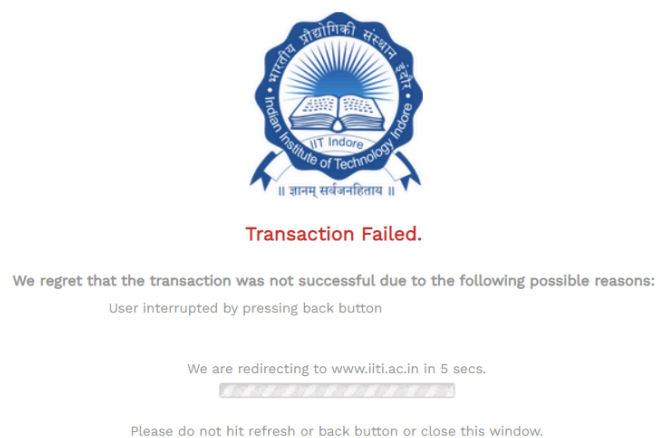 भारतीय प्रौद्योगिकी संस्थान इंदौर
Indian Institute of Technology Indore
IIT Indore
॥ ज्ञानम् सर्वजनहिताय ॥
Transaction Failed.
We regret that the transaction was not successful due to the following possible reasons:
User interrupted by pressing back button
We are redirecting to www.iiti.ac.in in 5 secs.
Please do not hit refresh or back button or close this window.